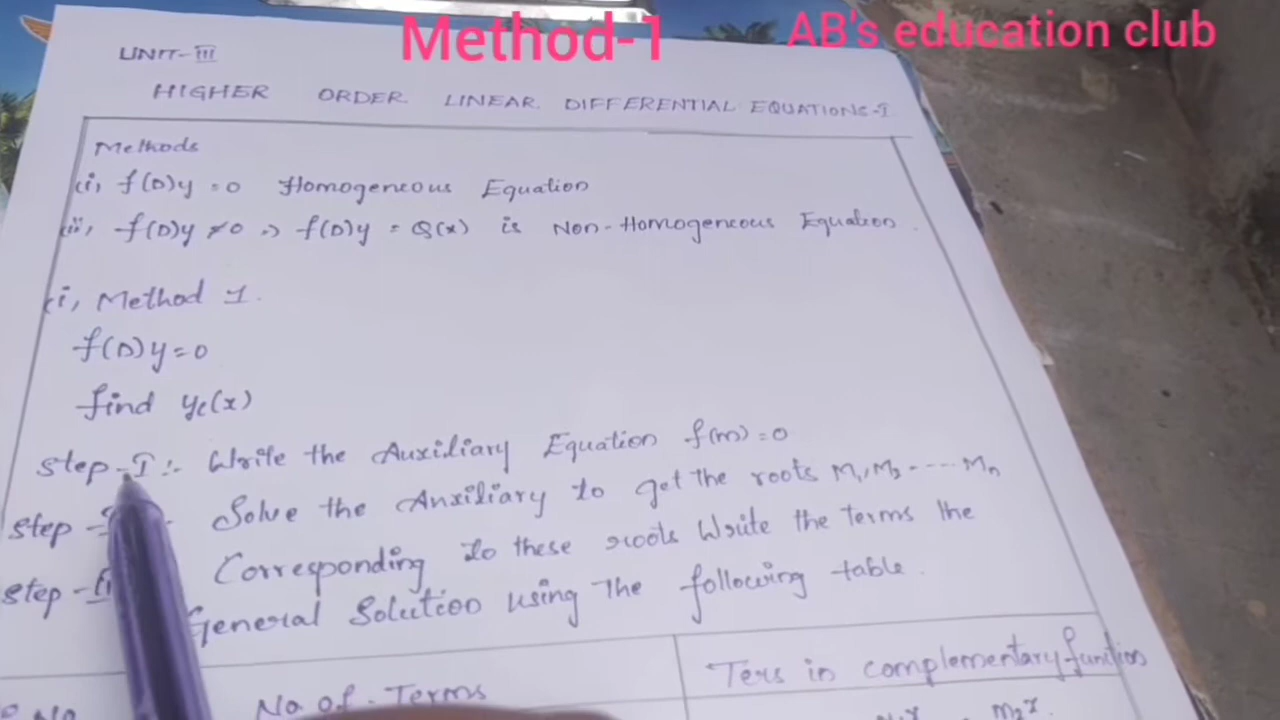 Method-1
AB's education club
UNIT-III
HIGHER ORDER LINEAR DIFFERENTIAL EQUATIONS-I
Methods
(i), f(D)y = 0 Homogeneous Equation
(ii), f(D)y ≠ 0 => f(D)y = Q(x) is Non-Homogeneous Equation.
(i), Method 1.
f(D)y = 0
find yc(x)
Step-I :- Write the Auxiliary Equation f(m) = 0
Step - Solve the Anxiliary to get the roots M1, M2, ---- Mn
Step - Corresponding to these roots Write the terms the
General Solution using The following table.
No of. Terms
Ters in complementary function
No
m2x